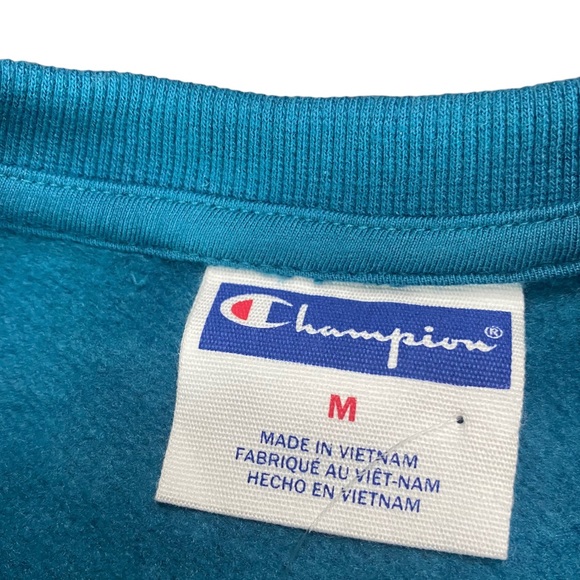 Champion®
M
MADE IN VIETNAM
FABRIQUÉ AU VIÊT-NAM
HECHO EN VIETNAM